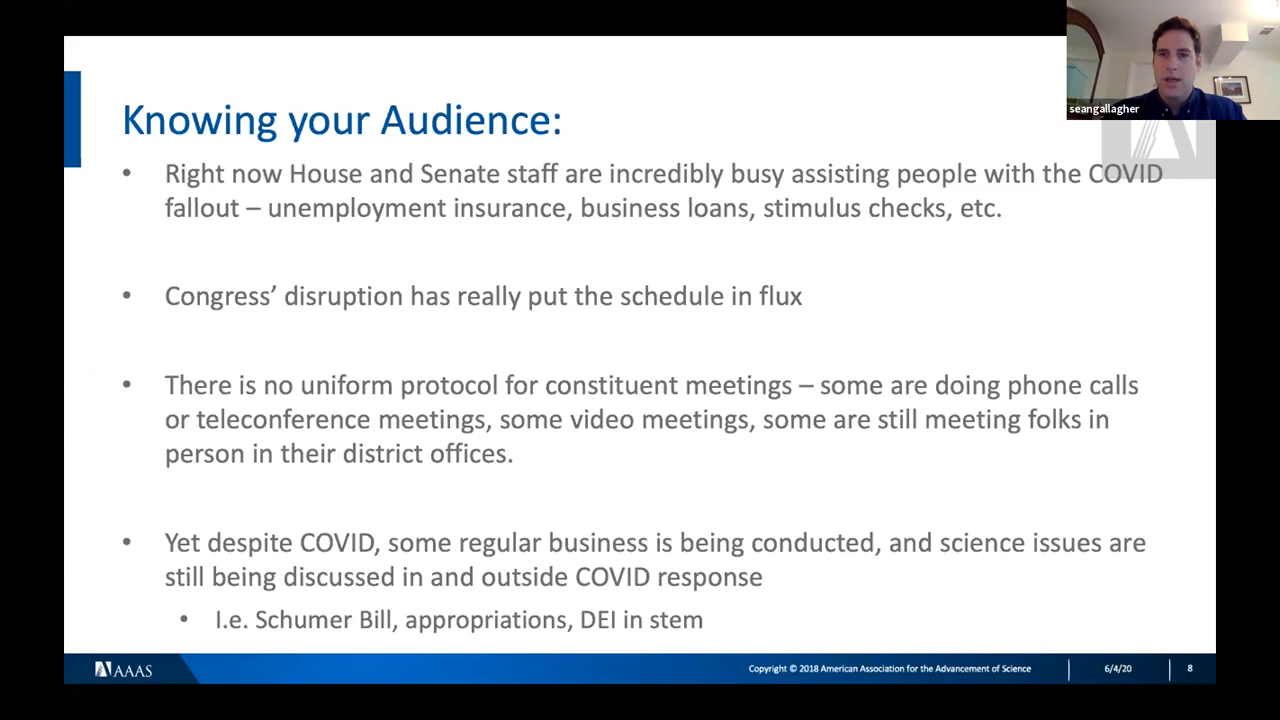 seangallagher
Knowing your Audience:
• Right now House and Senate staff are incredibly busy assisting people with the COVID
fallout – unemployment insurance, business loans, stimulus checks, etc.
• Congress’ disruption has really put the schedule in flux
• There is no uniform protocol for constituent meetings – some are doing phone calls
or teleconference meetings, some video meetings, some are still meeting folks in
person in their district offices.
• Yet despite COVID, some regular business is being conducted, and science issues are
still being discussed in and outside COVID response
• I.e. Schumer Bill, appropriations, DEI in stem
AAAS
Copyright © 2018 American Association for the Advancement of Science
6/4/20
8